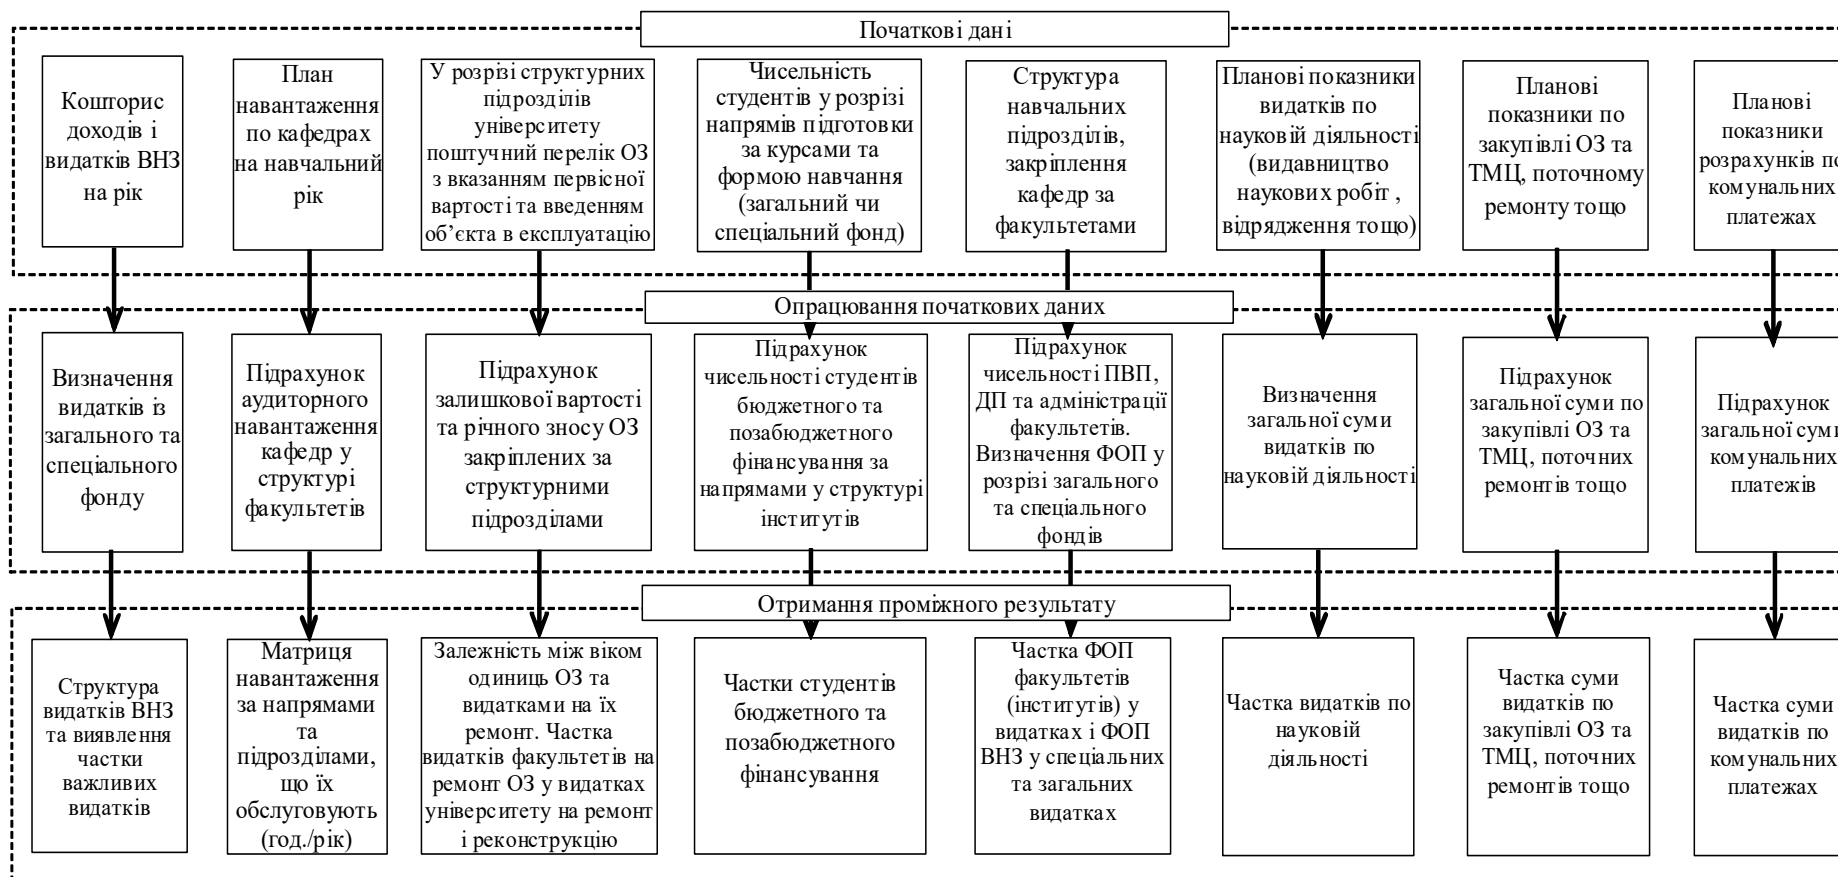 Початкові дані
Кошторис
доходів і
видатків ВНЗ
на рік
План
навантаження
по кафедрах
на навчальний
рік
У розрізі структурних
підрозділів
університету
поштучний перелік ОЗ
з вказанням первісної
вартості та введенням
об’єкта в експлуатацію
Чисельність
студентів у розрізі
напрямів підготовки
за курсами та
формою навчання
(загальний чи
спеціальний фонд)
Структура
навчальних
підрозділів,
закріплення
кафедр за
факультетами
Планові показники
видатків по
науковій діяльності
(видавництво
наукових робіт ,
відрядження тощо)
Планові
показники по
закупівлі ОЗ та
ТМЦ, поточному
ремонту тощо
Планові
показники
розрахунків по
комунальних
платежах
Опрацювання початкових даних
Визначення
видатків із
загального та
спеціального
фонду
Підрахунок
аудиторного
навантаження
кафедр у
структурі
факультетів
Підрахунок
залишкової вартості
та річного зносу ОЗ
закріплених за
структурними
підрозділами
Підрахунок
чисельності студентів
бюджетного та
позабюджетного
фінансування за
напрямами у структурі
інститутів
Підрахунок
чисельності ПВП,
ДП та адміністрації
факультетів.
Визначення ФОП у
розрізі загального
та спеціального
фондів
Визначення
загальної суми
видатків по
науковій діяльності
Підрахунок
загальної суми по
закупівлі ОЗ та
ТМЦ, поточних
ремонтів тощо
Підрахунок
загальної суми
комунальних
платежів
Отримання проміжного результату
Структура
видатків ВНЗ
та виявлення
частки
важливих
видатків
Матриця
навантаження
за напрямами
та
підрозділами,
що їх
обслуговують
(год./рік)
Залежність між віком
одиниць ОЗ та
видатками на їх
ремонт. Частка
видатків факультетів на
ремонт ОЗ у видатках
університету на ремонт
і реконструкцію
Частки студентів
бюджетного та
позабюджетного
фінансування
Частка ФОП
факультетів
(інститутів) у
видатках і ФОП
ВНЗ у спеціальних
та загальних
видатках
Частка видатків по
науковій
діяльності
Частка суми
видатків по
закупівлі ОЗ та
ТМЦ, поточних
ремонтів тощо
Частка суми
видатків по
комунальних
платежах